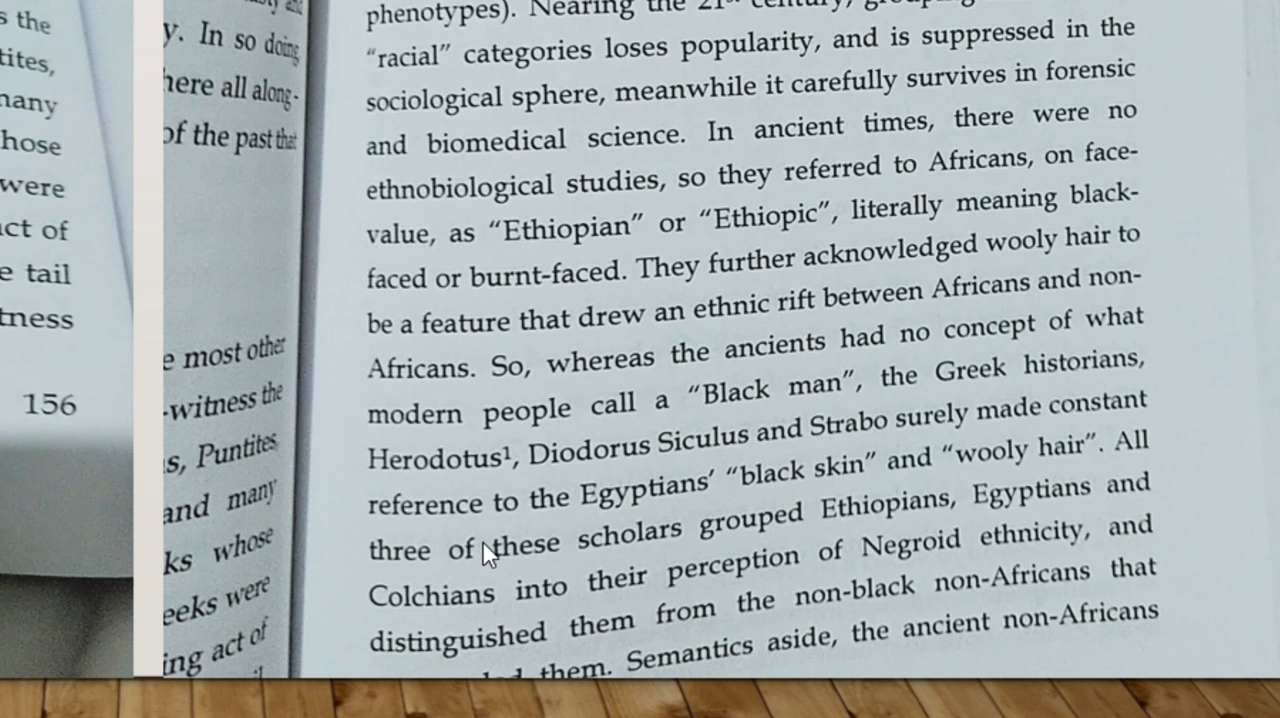 s the
tites,
hose
were
act of
e tail
tness
156
y. In so doing
here all along-
of the past that
e most other
-witness the
s, Puntites
and many
ks whose
eeks were
ing act of
phenotypes). Nearing the 21st century,
“racial” categories loses popularity, and is suppressed in the
sociological sphere, meanwhile it carefully survives in forensic
and biomedical science. In ancient times, there were no
ethnobiological studies, so they referred to Africans, on face-
value, as “Ethiopian” or “Ethiopic”, literally meaning black-
faced or burnt-faced. They further acknowledged wooly hair to
be a feature that drew an ethnic rift between Africans and non-
Africans. So, whereas the ancients had no concept of what
modern people call a “Black man”, the Greek historians,
Herodotus¹, Diodorus Siculus and Strabo surely made constant
reference to the Egyptians’ “black skin” and “wooly hair”. All
three of these scholars grouped Ethiopians, Egyptians and
Colchians into their perception of Negroid ethnicity, and
distinguished them from the non-black non-Africans that
them. Semantics aside, the ancient non-Africans